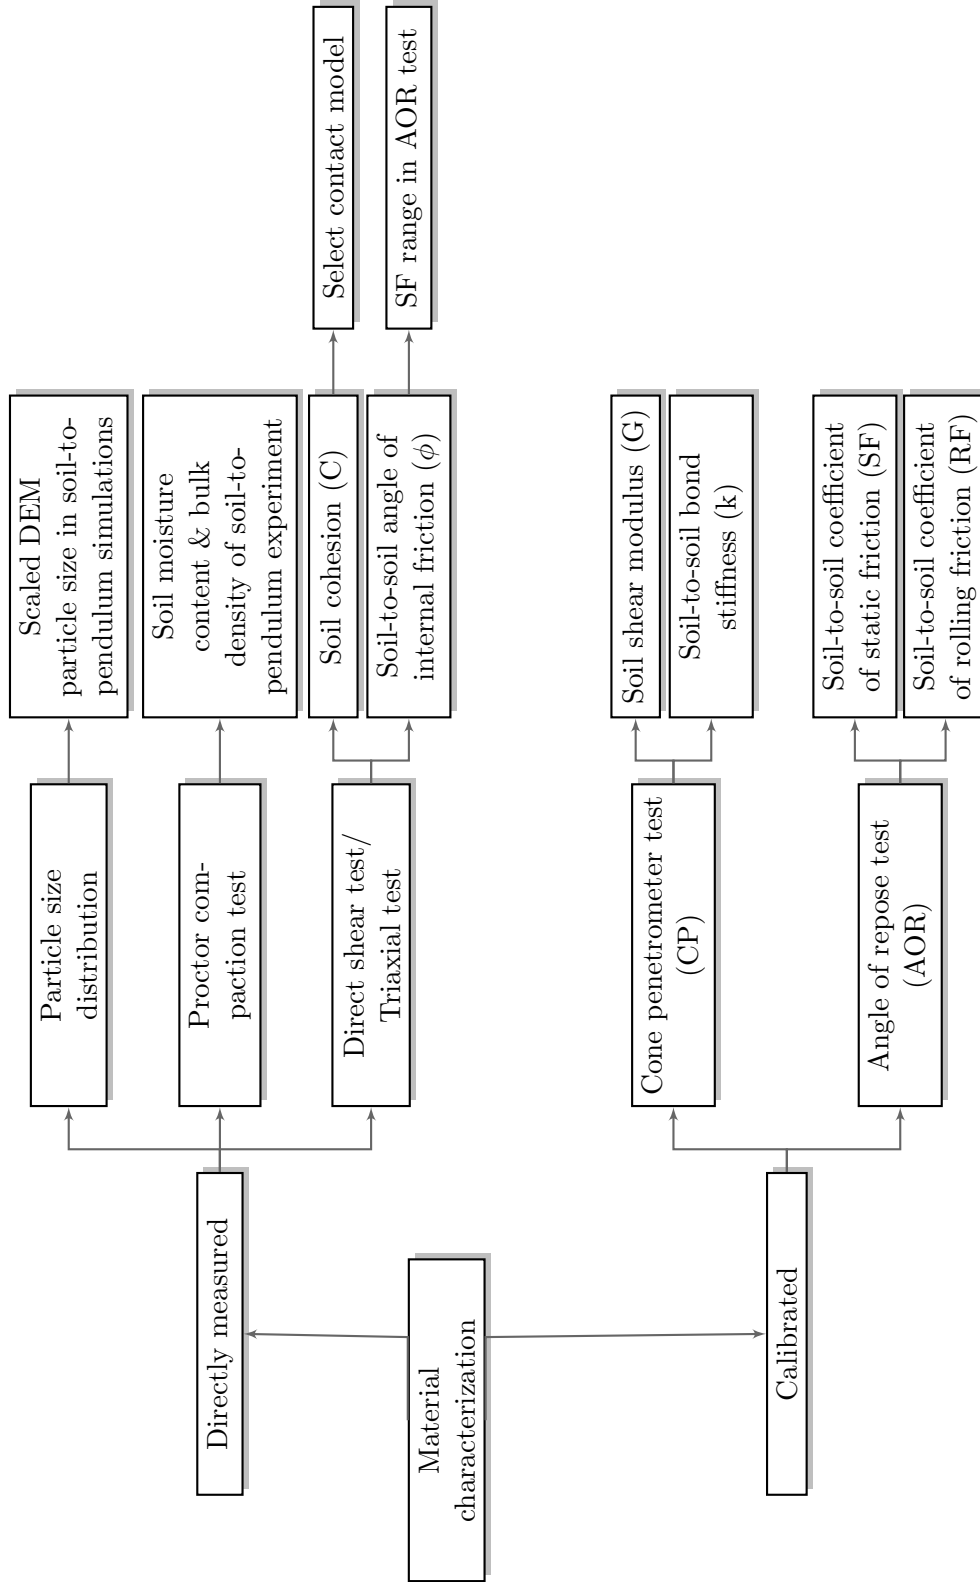 Material
characterization
Directly measured
Particle size
distribution
Scaled DEM
particle size in soil-to-
pendulum simulations
Proctor com-
paction test
Soil moisture
content & bulk
density of soil-to-
pendulum experiment
Direct shear test/
Triaxial test
Soil cohesion (C)
Select contact model
Soil-to-soil angle of
internal friction (ϕ)
SF range in AOR test
Calibrated
Cone penetrometer test
(CP)
Soil shear modulus (G)
Soil-to-soil bond
stiffness (k)
Angle of repose test
(AOR)
Soil-to-soil coefficient
of static friction (SF)
Soil-to-soil coefficient
of rolling friction (RF)